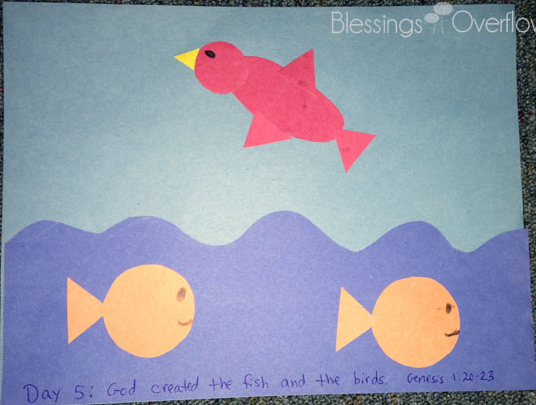 Blessings Overflow
Day 5: God created the fish and the birds. Genesis 1:20-23